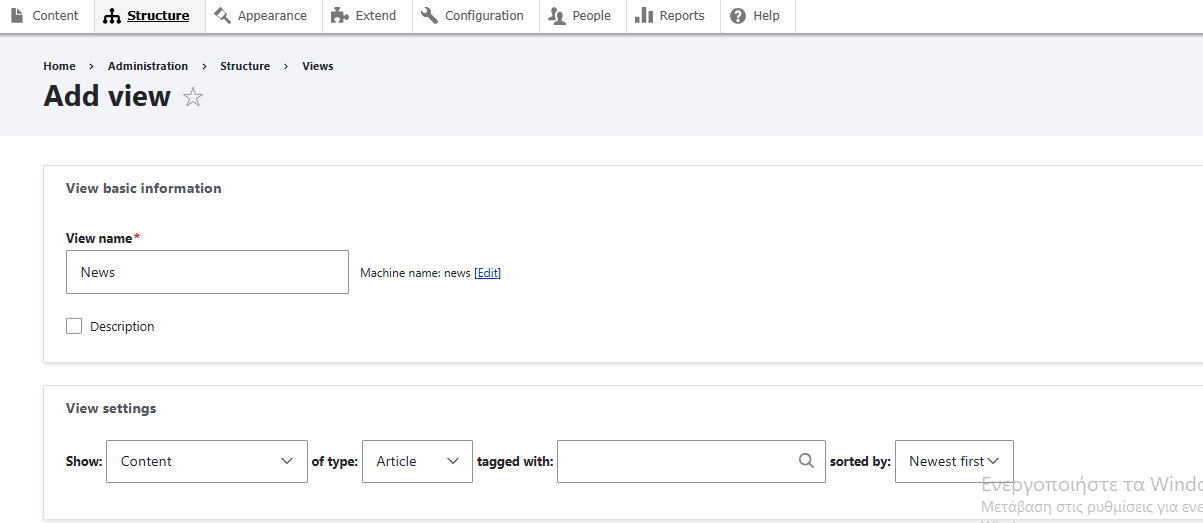 Content Structure Appearance Extend Configuration People Reports Help
Home › Administration › Structure › Views
Add view
View basic information
View name*
News Machine name: news [Edit]
Description
View settings
Show: Content of type: Article tagged with: sorted by: Newest first
Ενεργοποιήστε τα
Μετάβαση στις ρυθμίσεις για